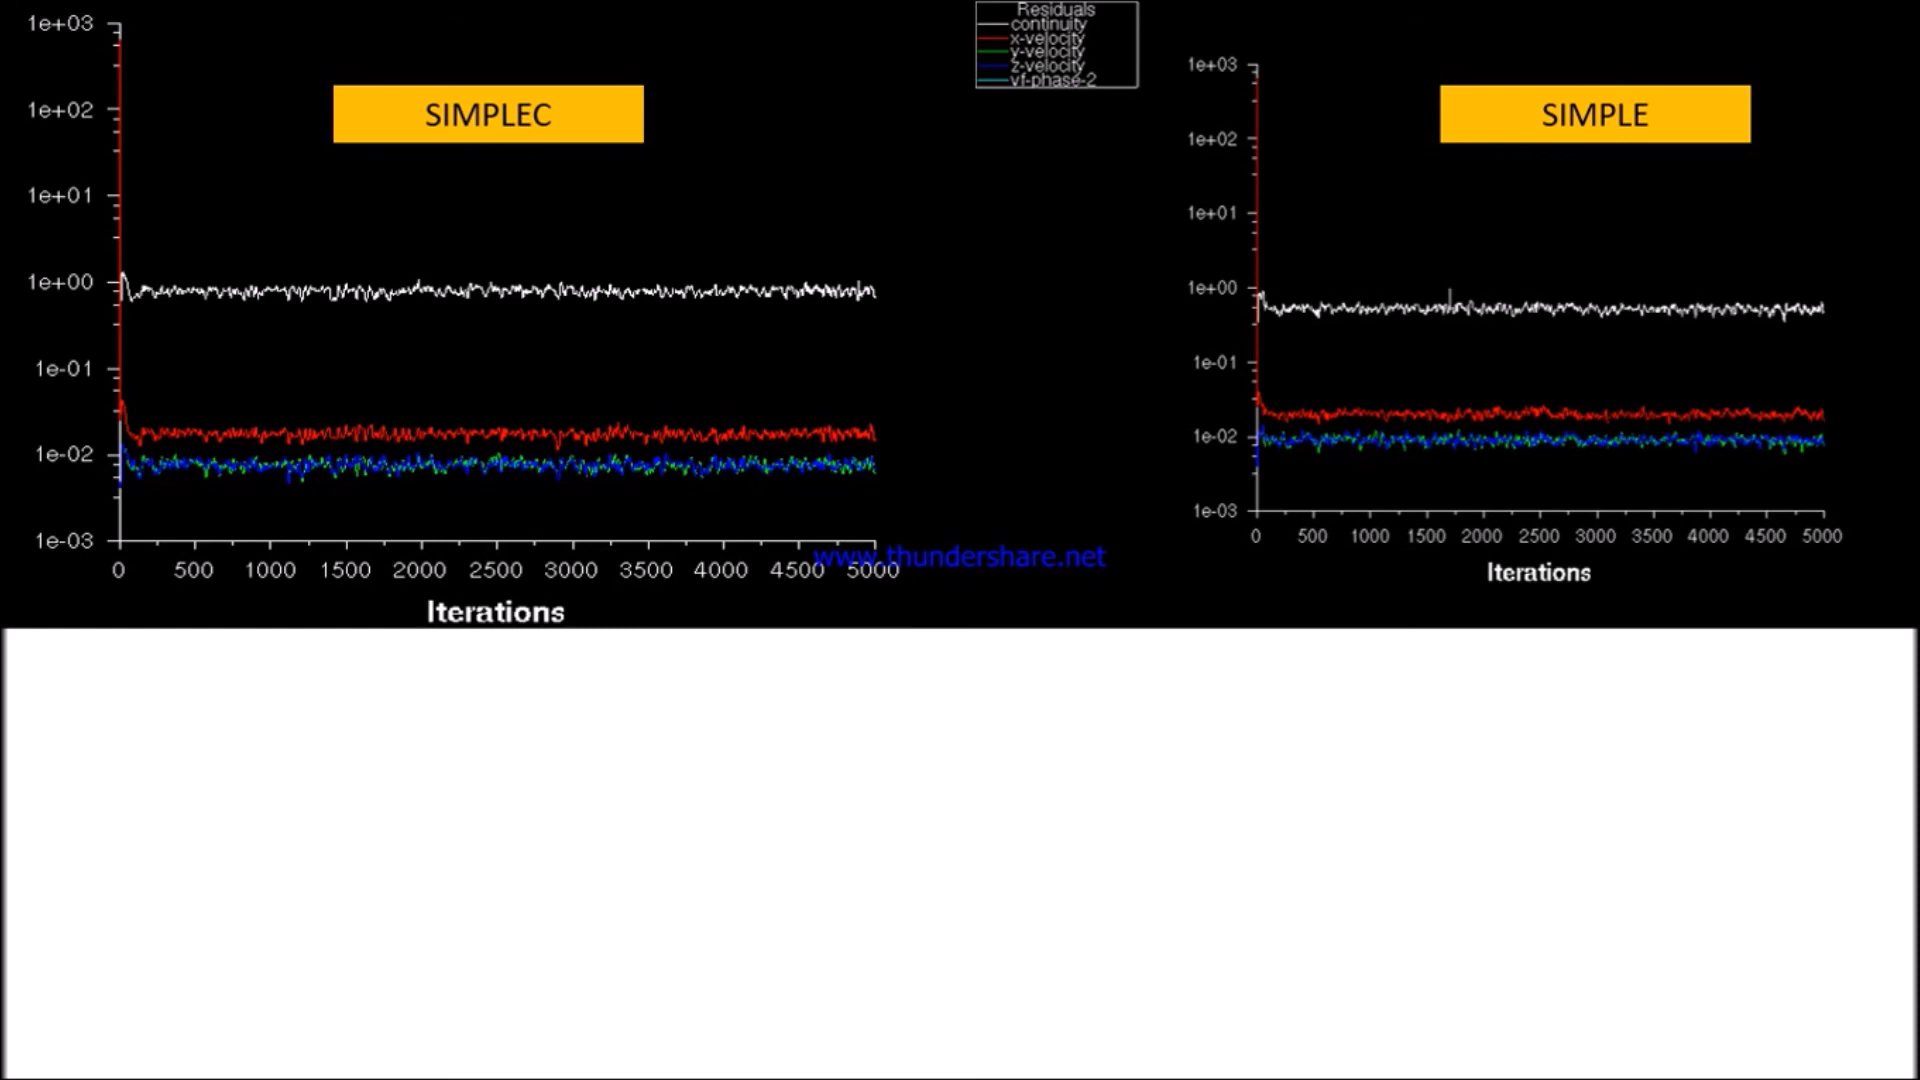 1e+03
1e+02
1e+01
1e+00
1e-01
1e-02
1e-03
0 500 1000 1500 2000 2500 3000 3500 4000 4500 5000
Iterations
SIMPLEC
www.thundershare.net
Residuals
continuity
x-velocity
y-velocity
z-velocity
vf-phase-2
1e+03
1e+02
1e+01
1e+00
1e-01
1e-02
1e-03
0 500 1000 1500 2000 2500 3000 3500 4000 4500 5000
Iterations
SIMPLE